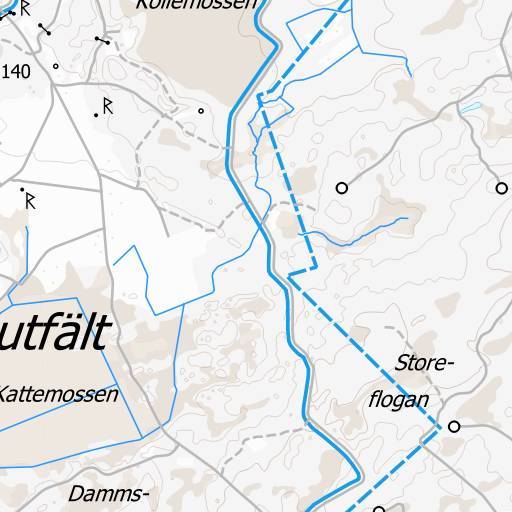 Kollemossen
R
140
R
R
utfält
Store-
Kattemossen
flogan
Damms-